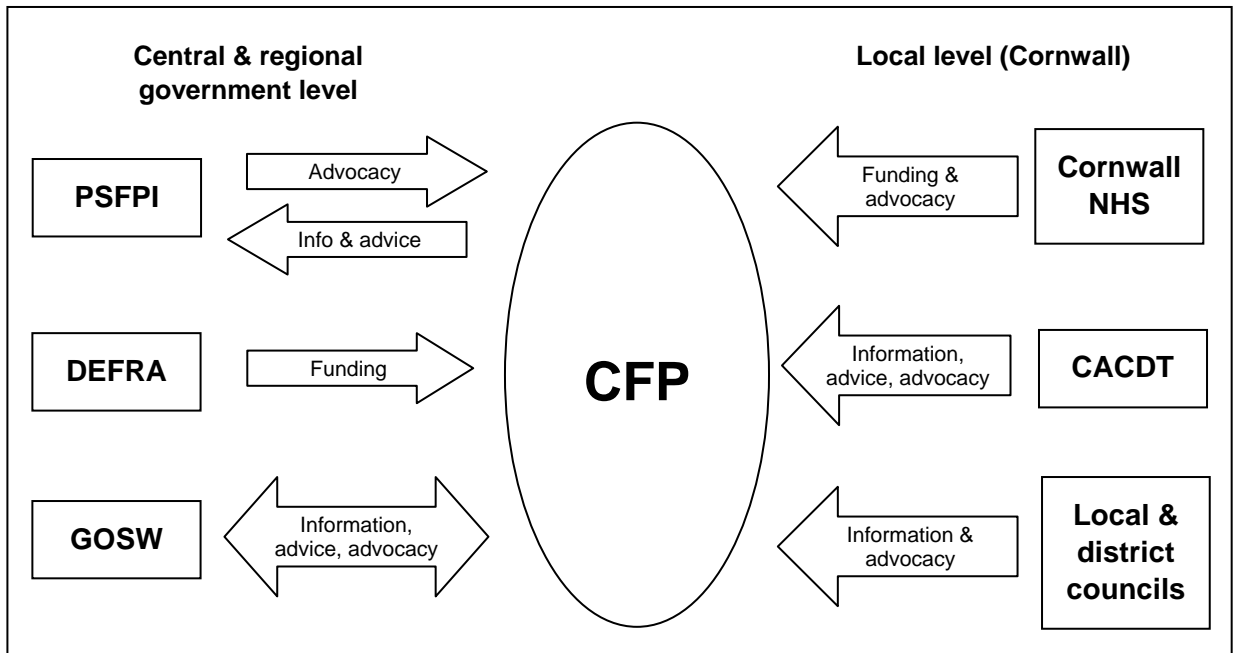 Central & regional
government level
Local level (Cornwall)
PSFPI
Advocacy
Info & advice
Funding &
advocacy
Cornwall
NHS
DEFRA
Funding
CFP
Information,
advice, advocacy
CACDT
GOSW
Information,
advice, advocacy
Information &
advocacy
Local &
district
councils